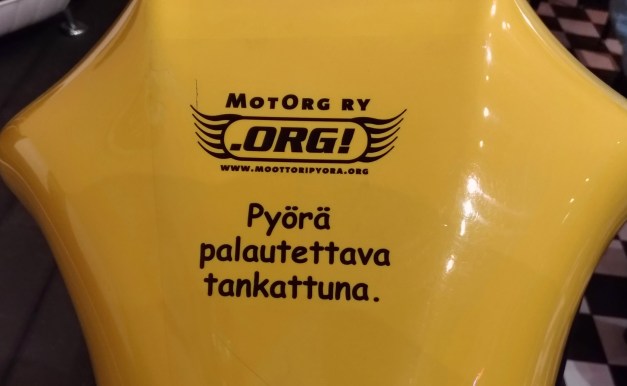 MOTORG RY
.ORG!
WWW.MOOTTORIPYORA.ORG
Pyörä
palautettava
tankattuna.